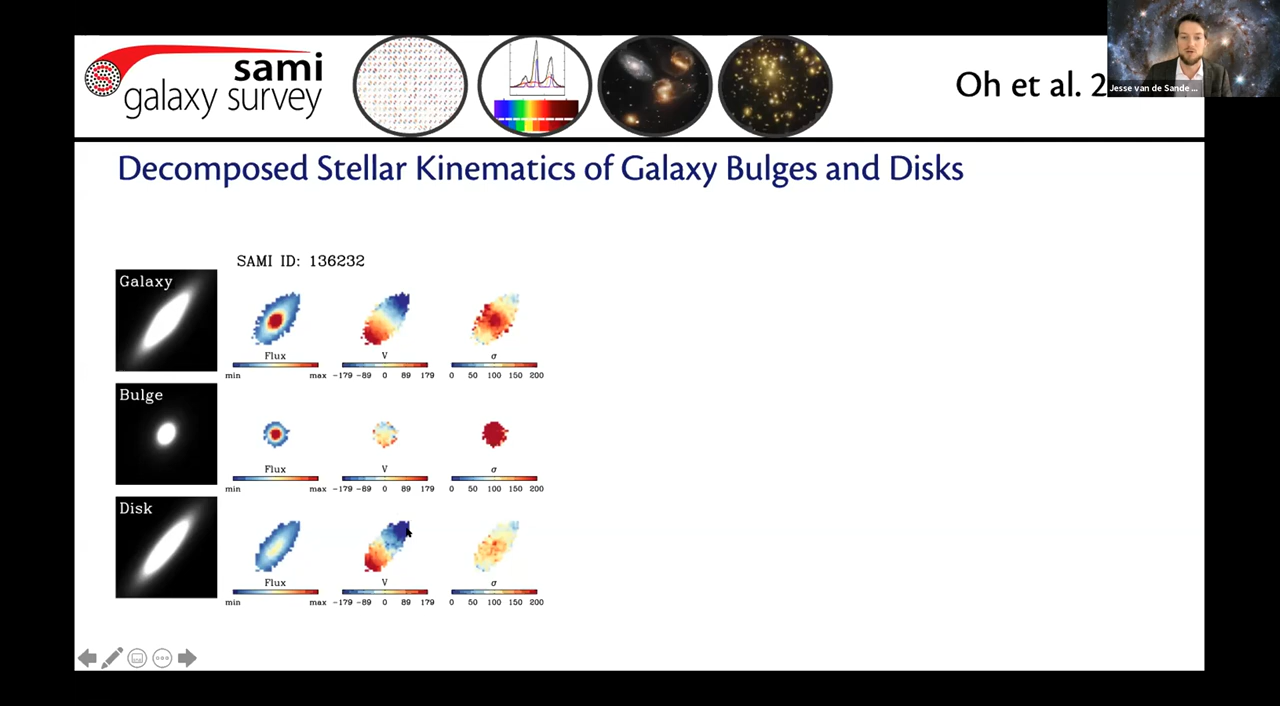 sami
galaxy survey
Oh et al. 2
Jesse van de Sande ...
Decomposed Stellar Kinematics of Galaxy Bulges and Disks
SAMI ID: 136232
Galaxy
Flux
V
σ
min max −179 −89 0 89 179 0 50 100 150 200
Bulge
Flux
V
σ
min max −179 −89 0 89 179 0 50 100 150 200
Disk
Flux
V
σ
min max −179 −89 0 89 179 0 50 100 150 200